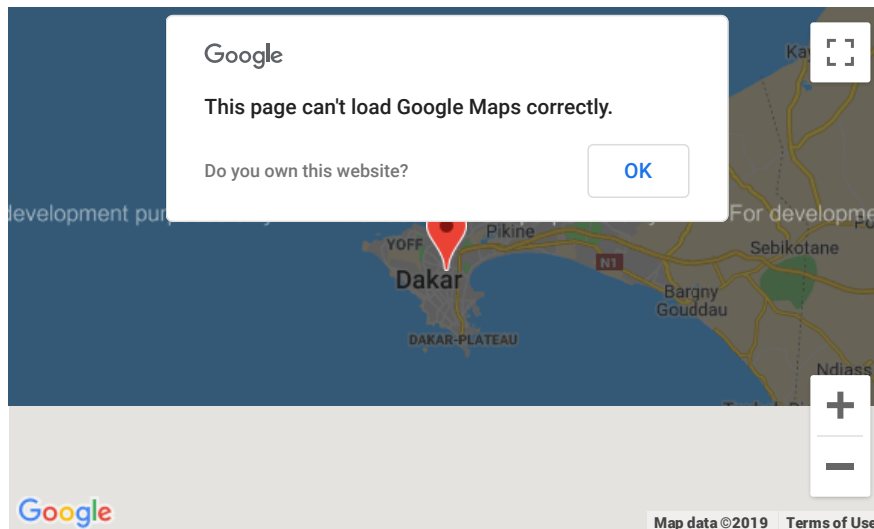 Google
This page can't load Google Maps correctly.
Do you own this website?
OK
Ka
development pur
For developme
YOFF
Pikine
Sebikotane
Dakar
N1
Bargny
Gouddau
DAKAR-PLATEAU
Ndiass
Google
Map data ©2019
Terms of Use